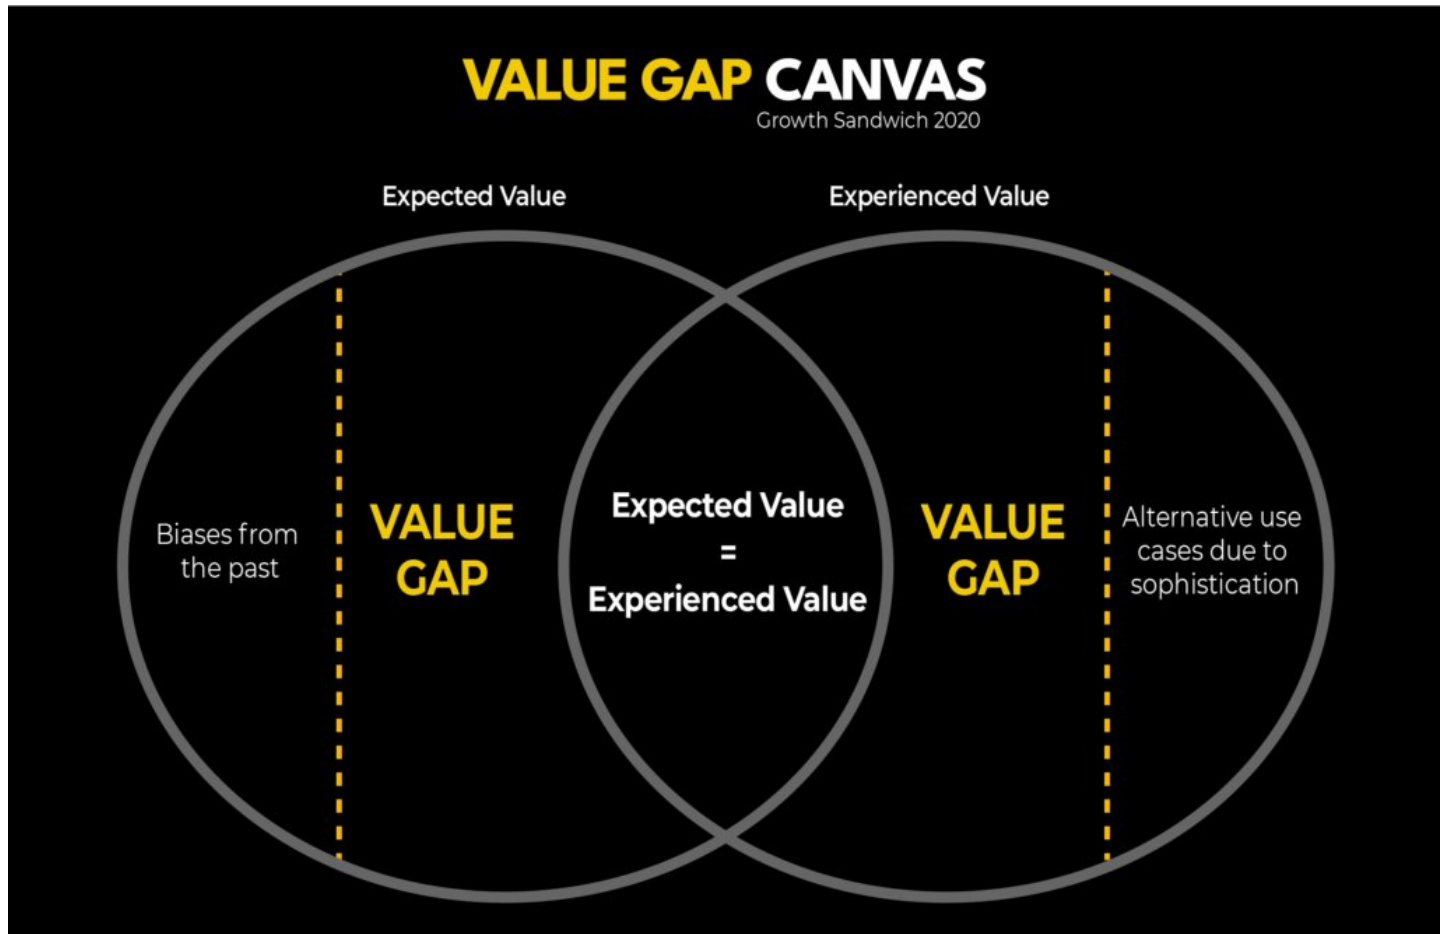 VALUE GAP CANVAS
Growth Sandwich 2020
Expected Value
Experienced Value
Biases from
the past
VALUE
GAP
Expected Value
=
Experienced Value
VALUE
GAP
Alternative use
cases due to
sophistication